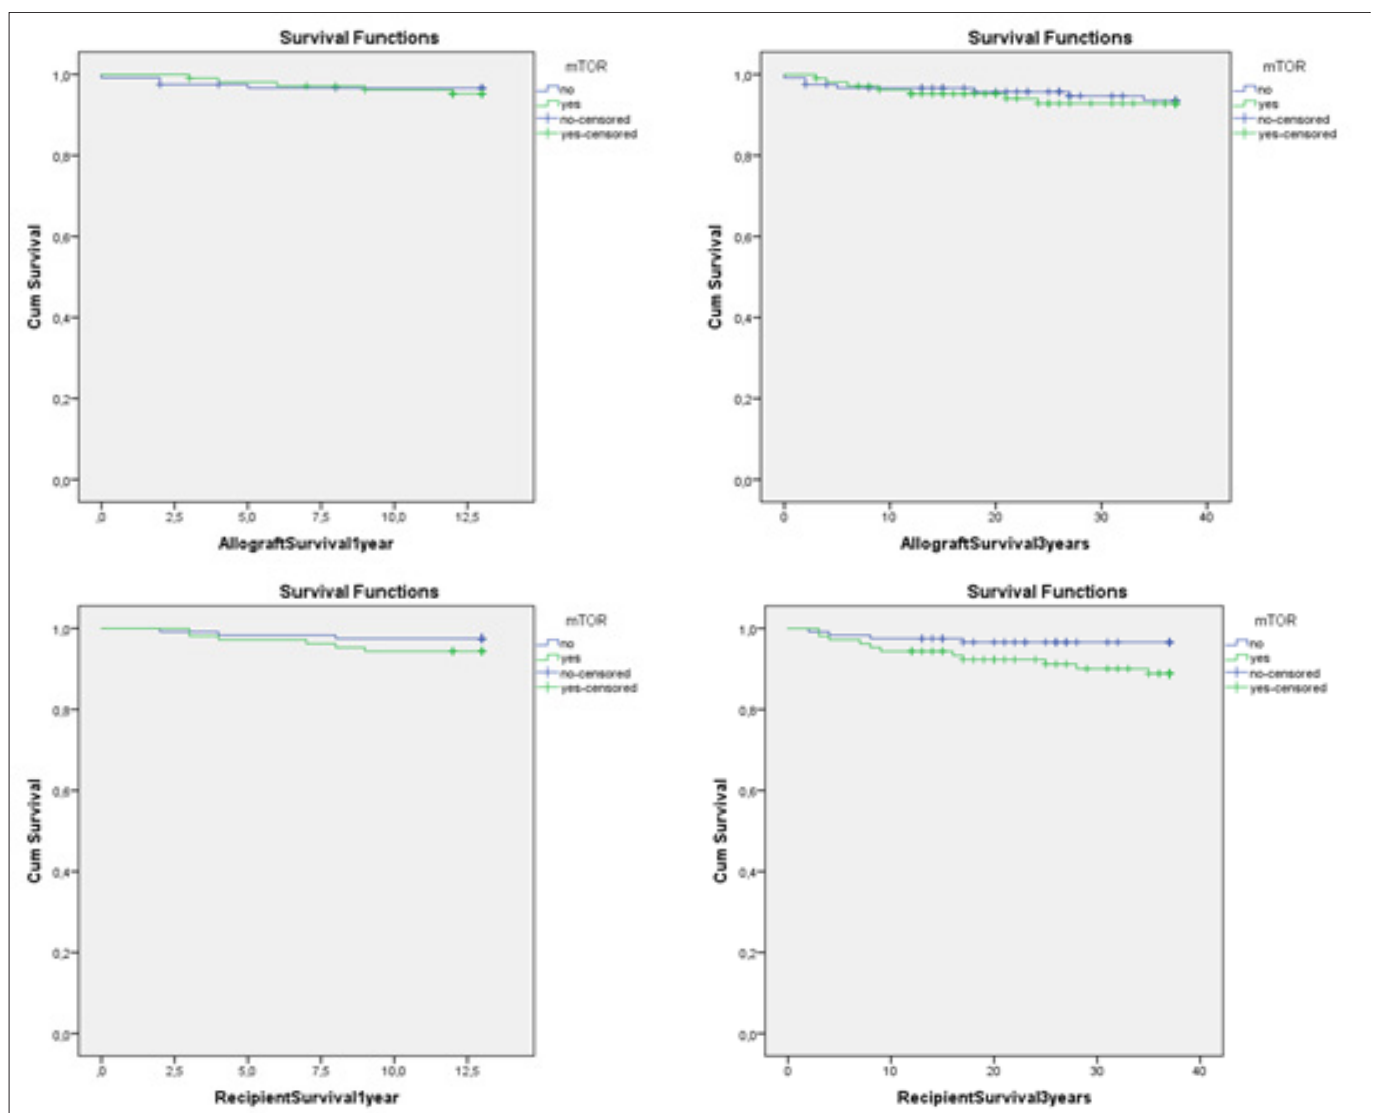 Survival Functions
mTOR
no
yes
no-censored
yes-censored
Cum Survival
1,0
0,8
0,6
0,4
0,2
0,0
,0 2,5 5,0 7,5 10,0 12,5
AllograftSurvival1year
Survival Functions
mTOR
no
yes
no-censored
yes-censored
Cum Survival
1,0
0,8
0,6
0,4
0,2
0,0
0 10 20 30 40
AllograftSurvival3years
Survival Functions
mTOR
no
yes
no-censored
yes-censored
Cum Survival
1,0
0,8
0,6
0,4
0,2
0,0
,0 2,5 5,0 7,5 10,0 12,5
RecipientSurvival1year
Survival Functions
mTOR
no
yes
no-censored
yes-censored
Cum Survival
1,0
0,8
0,6
0,4
0,2
0,0
0 10 20 30 40
RecipientSurvival3years